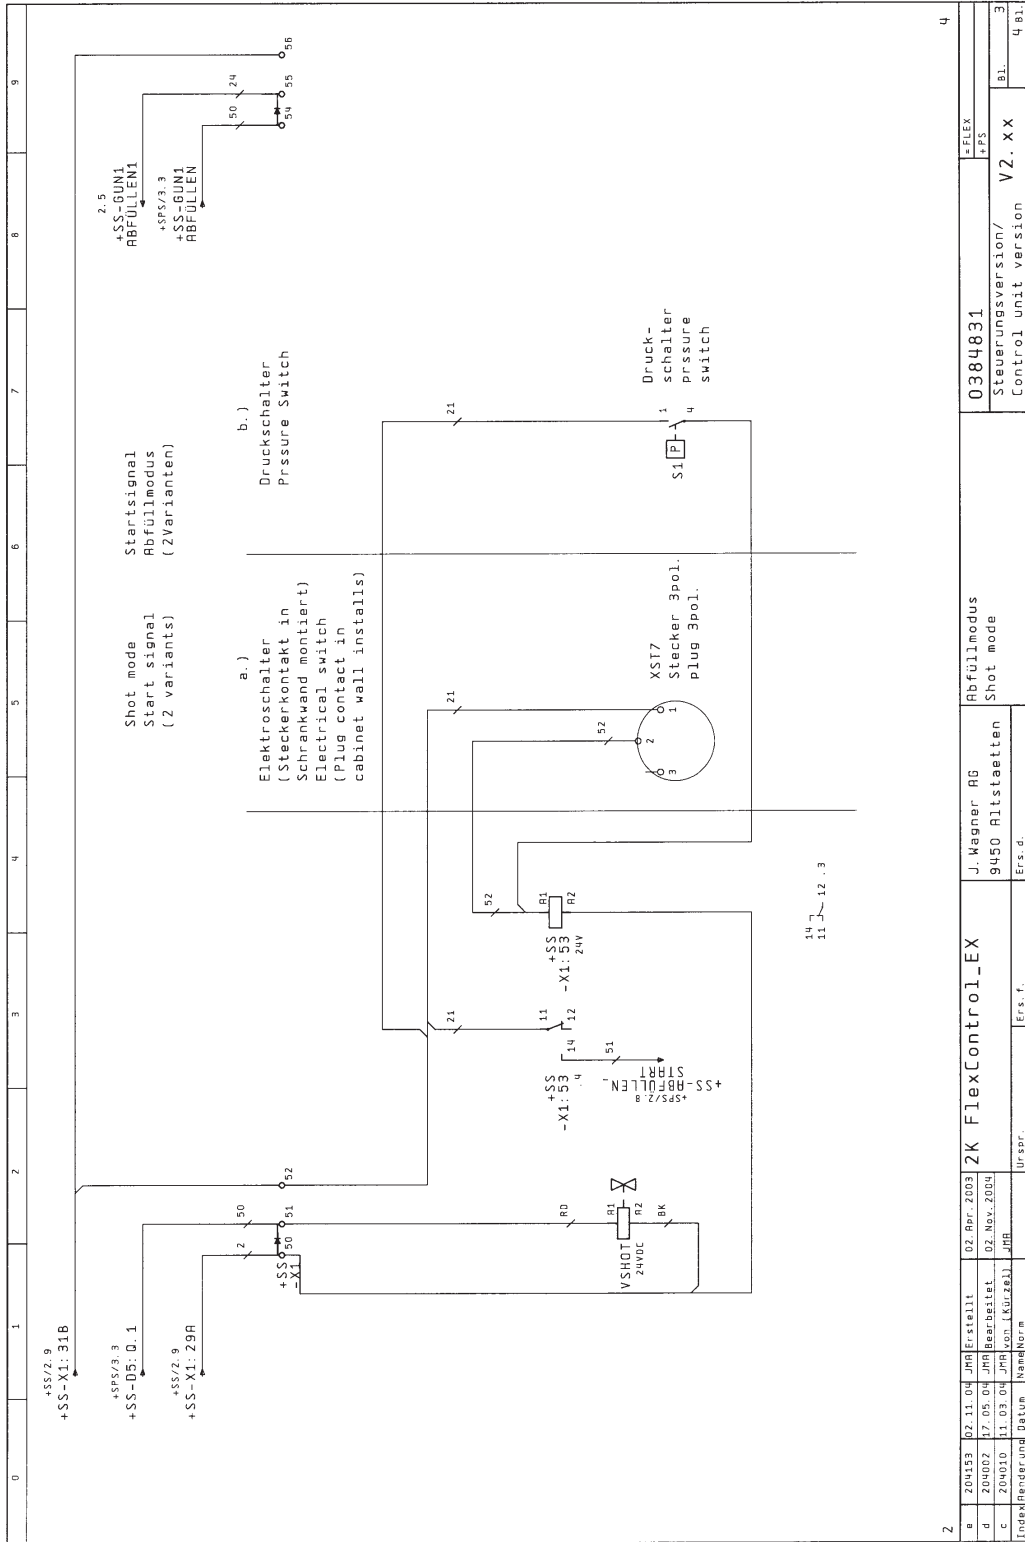 0 1 2 3 4 5 6 7 8 9
+SS/2.9
+SS-X1:31B
+SPS/3.3
+SS-D5:Q.1
+SS/2.9
+SS-X1:29A
2
50
+SS
-X1
50
51
52
RD
VSHOT
24VDC
A1
A2
BK
Shot mode
Start signal
(2 variants)
Startsignal
Abfüllmodus
(2Varianten)
2.5
+SS-GUN1
ABFÜLLEN1
+SPS/3.3
+SS-GUN1
ABFÜLLEN
50
24
54
55
56
a.)
Elektroschalter
(Steckerkontakt in
Schrankwand montiert)
Electrical switch
(Plug contact in
cabinet wall installs)
b.)
Druckschalter
Prssure Switch
21
+SS
-X1:53
.4
11
12
14
51
+SPS/2.8
+SS-ABFÜLLEN_
START
52
+SS
-X1:53
24V
A1
A2
14
11
12 .3
21
52
1
2
3
XST7
Stecker 3pol.
plug 3pol.
21
S1
P
1
4
Druck-
schalter
prssure
switch
2
4
e 204153 02.11.04 JMA Erstellt 02.Apr.2003
d 204002 17.05.04 JMA Bearbeitet 02.Nov.2004
c 204010 11.03.04 JMA von (Kürzel) JMA
Index Aenderung Datum Name Norm
2K FlexControl_EX
Urspr. Ers.f. Ers.d.
J. Wagner AG
9450 Altstaetten
Abfüllmodus
Shot mode
0384831
=FLEX
+PS
Steuerungsversion/
Control unit version
V2.xx
Bl. 3
4 Bl.